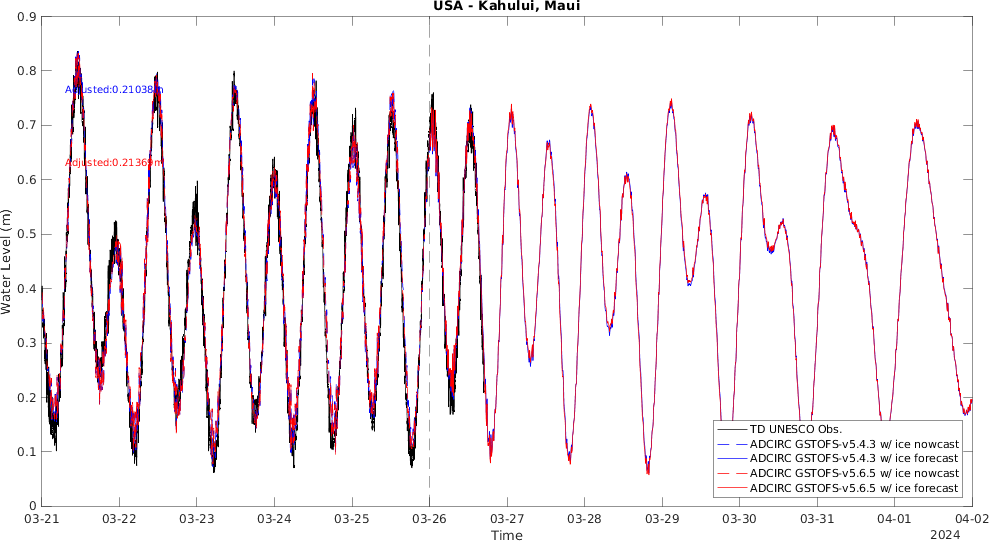 USA - Kahului, Maui
Water Level (m)
0.9
0.8
0.7
0.6
0.5
0.4
0.3
0.2
0.1
0
Adjusted:0.21038m
Adjusted:0.21369m
TD UNESCO Obs.
ADCIRC GSTOFS-v5.4.3 w/ ice nowcast
ADCIRC GSTOFS-v5.4.3 w/ ice forecast
ADCIRC GSTOFS-v5.6.5 w/ ice nowcast
ADCIRC GSTOFS-v5.6.5 w/ ice forecast
03-21 03-22 03-23 03-24 03-25 03-26 03-27 03-28 03-29 03-30 03-31 04-01 04-02
Time
2024